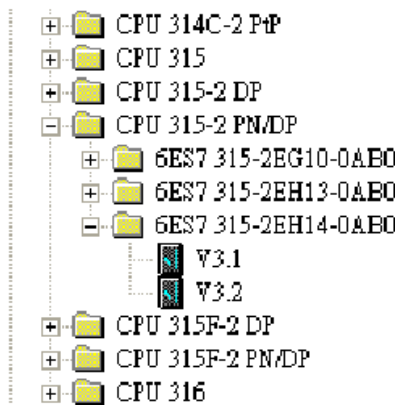 CPU 314C-2 PtP
CPU 315
CPU 315-2 DP
CPU 315-2 PN/DP
6ES7 315-2EG10-0AB0
6ES7 315-2EH13-0AB0
6ES7 315-2EH14-0AB0
V3.1
V3.2
CPU 315F-2 DP
CPU 315F-2 PN/DP
CPU 316